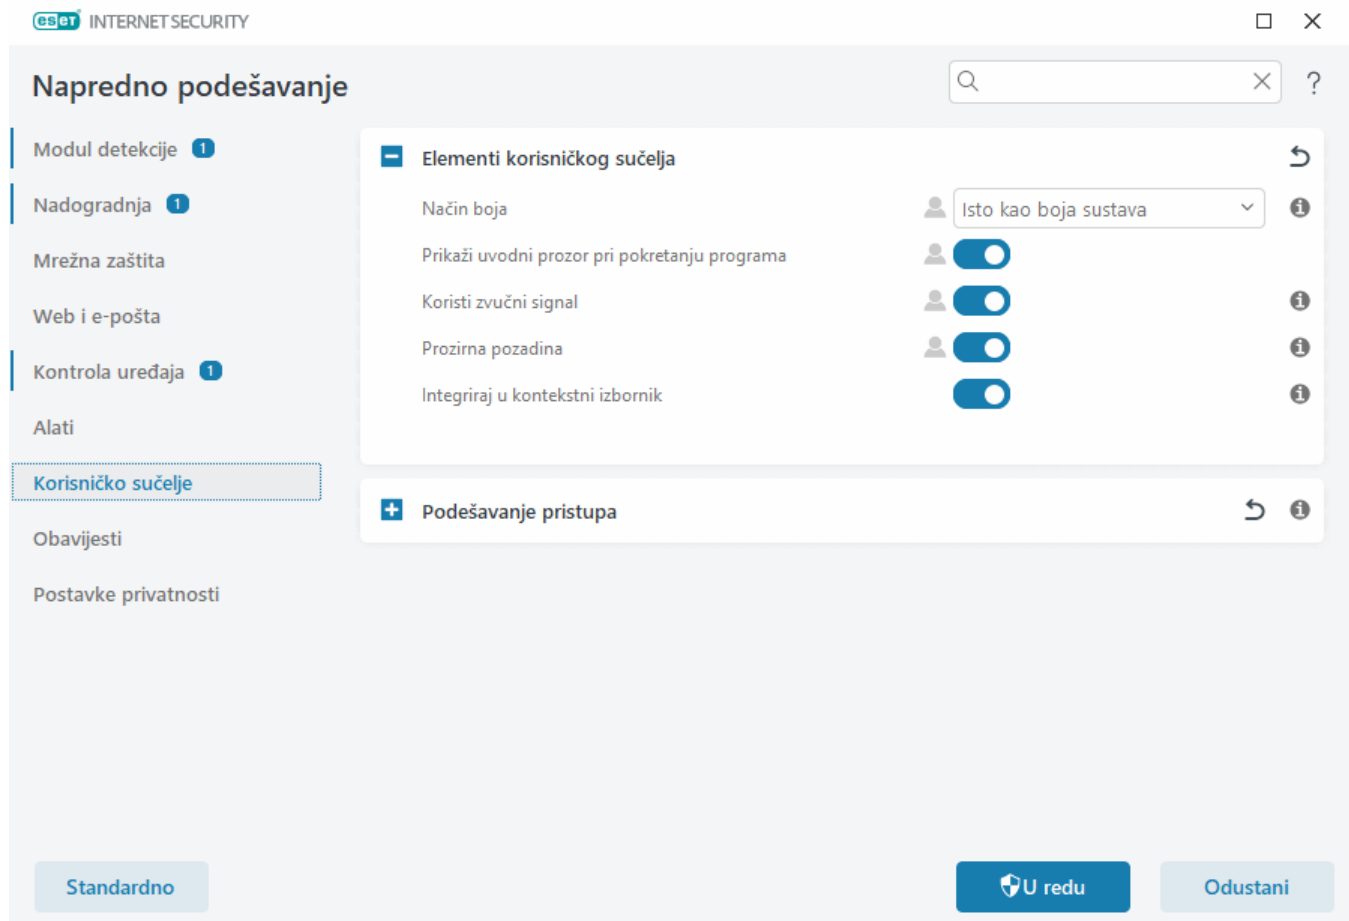 eset INTERNET SECURITY
Napredno podešavanje
?
Modul detekcije 1
Nadogradnja 1
Mrežna zaštita
Web i e-pošta
Kontrola uređaja 1
Alati
Korisničko sučelje
Obavijesti
Postavke privatnosti
Elementi korisničkog sučelja
Način boja
Isto kao boja sustava
Prikaži uvodni prozor pri pokretanju programa
Koristi zvučni signal
Prozirna pozadina
Integriraj u kontekstni izbornik
Podešavanje pristupa
Standardno
U redu
Odustani